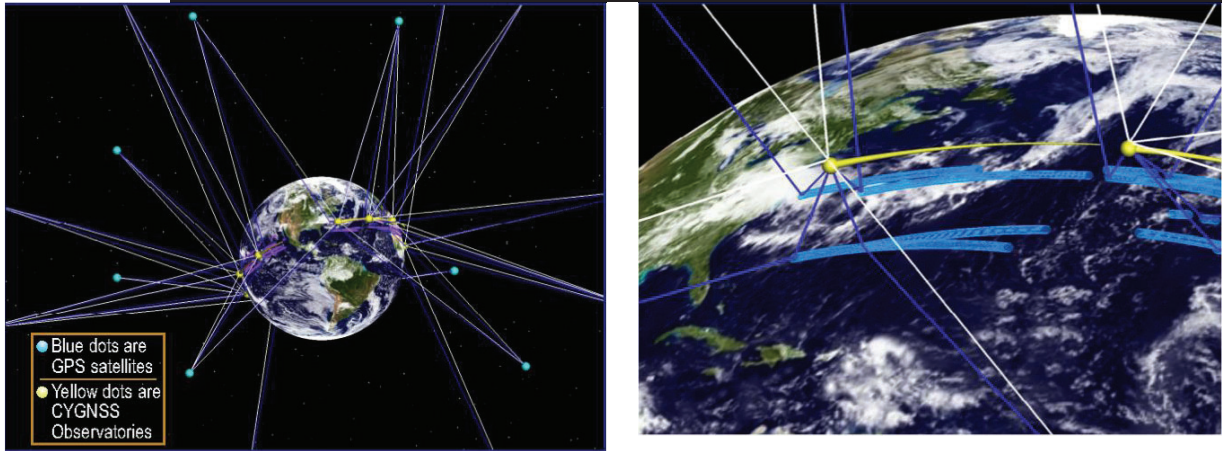 Blue dots are
GPS satellites
Yellow dots are
CYGNSS
Observatories